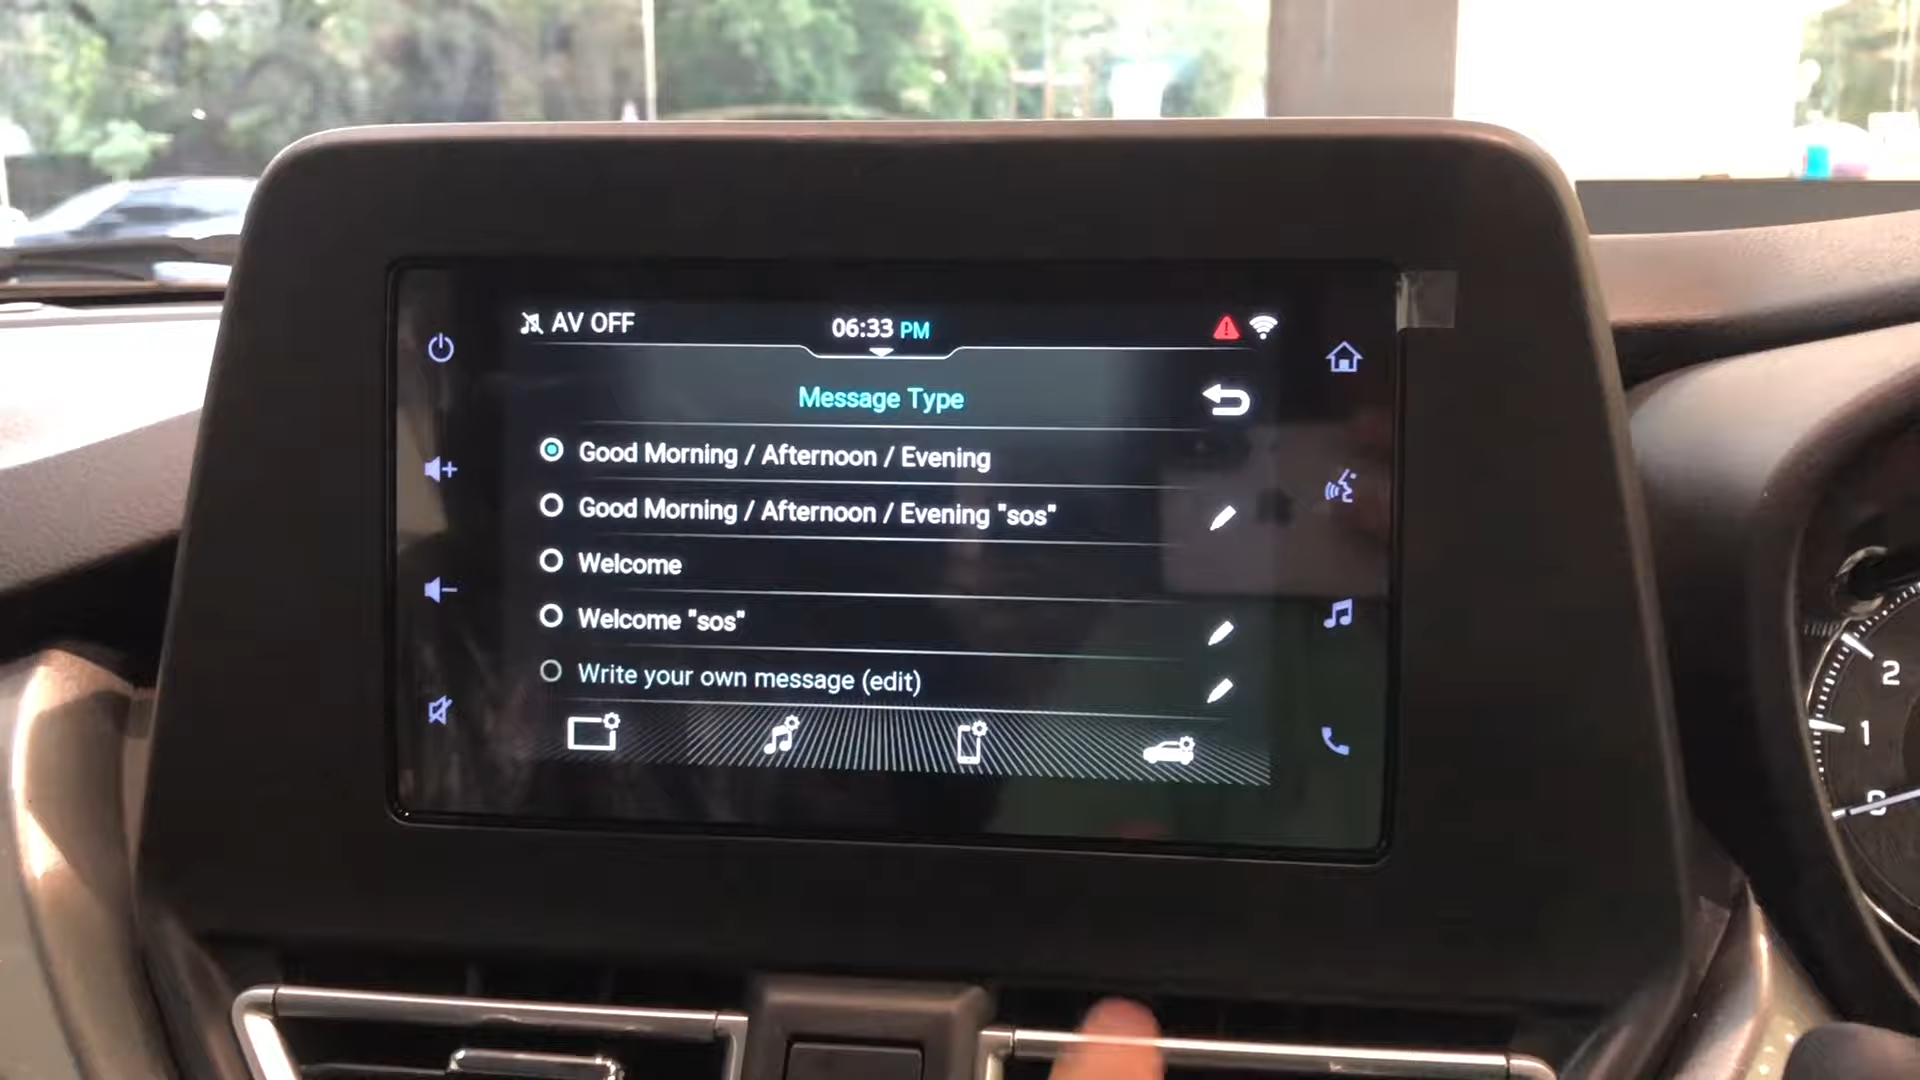 AV OFF
06:33 PM
Message Type
Good Morning / Afternoon / Evening
Good Morning / Afternoon / Evening "sos"
Welcome
Welcome "sos"
Write your own message (edit)
2
1
0